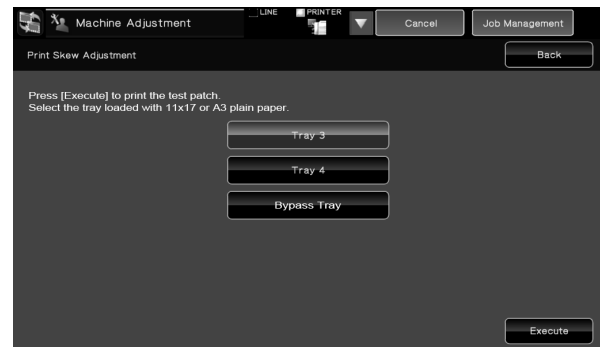 Machine Adjustment
LINE
PRINTER
Cancel
Job Management
Print Skew Adjustment
Back
Press [Execute] to print the test patch.
Select the tray loaded with 11x17 or A3 plain paper.
Tray 3
Tray 4
Bypass Tray
Execute